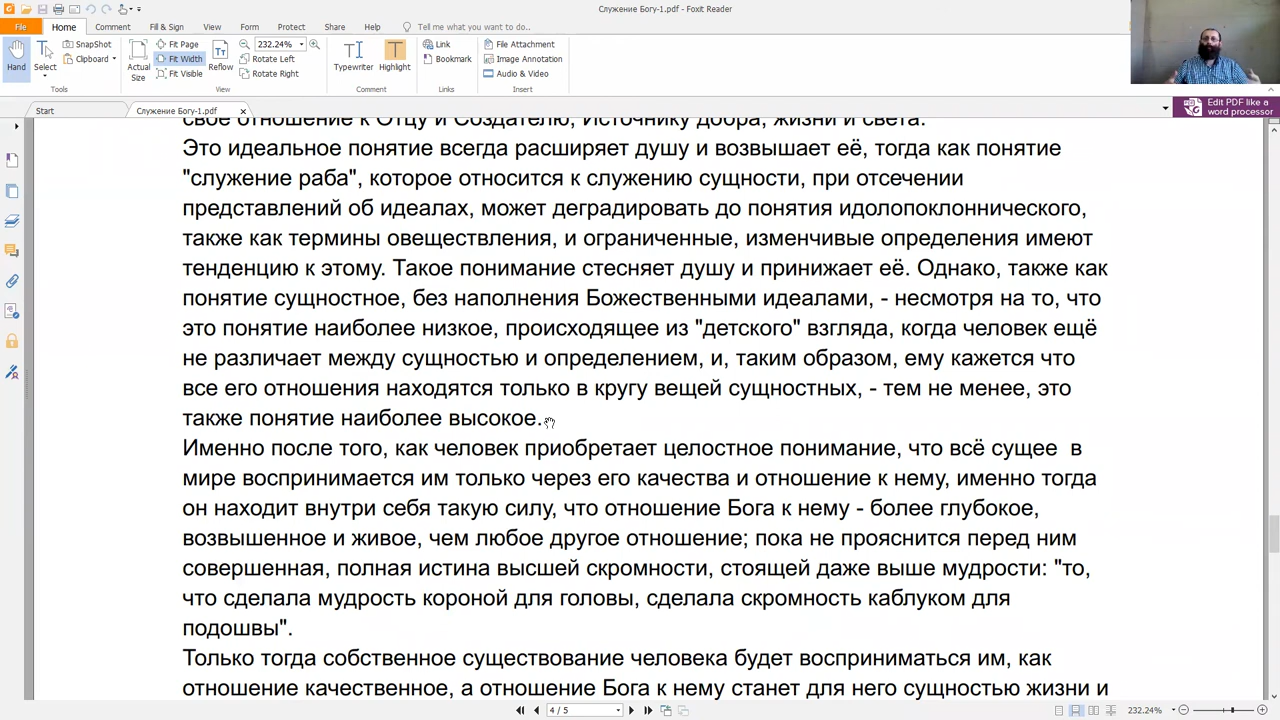 Служение Богу-1.pdf - Foxit Reader
File Home Comment Fill & Sign View Form Protect Share Help Tell me what you want to do..
Hand
Select
SnapShot
Clipboard
Actual Size
Fit Page
Fit Width
Fit Visible
Reflow
232.24%
Rotate Left
Rotate Right
Typewriter
Highlight
Link
Bookmark
File Attachment
Image Annotation
Audio & Video
Tools View Comment Links Insert
Start Служение Богу-1.pdf
Edit PDF like a
word processor
свое отношение к Отцу и Создателю, Источнику добра, жизни и света.
Это идеальное понятие всегда расширяет душу и возвышает её, тогда как понятие
"служение раба", которое относится к служению сущности, при отсечении
представлений об идеалах, может деградировать до понятия идолопоклоннического,
также как термины овеществления, и ограниченные, изменчивые определения имеют
тенденцию к этому. Такое понимание стесняет душу и принижает её. Однако, также как
понятие сущностное, без наполнения Божественными идеалами, - несмотря на то, что
это понятие наиболее низкое, происходящее из "детского" взгляда, когда человек ещё
не различает между сущностью и определением, и, таким образом, ему кажется что
все его отношения находятся только в кругу вещей сущностных, - тем не менее, это
также понятие наиболее высокое.
Именно после того, как человек приобретает целостное понимание, что всё сущее в
мире воспринимается им только через его качества и отношение к нему, именно тогда
он находит внутри себя такую силу, что отношение Бога к нему - более глубокое,
возвышенное и живое, чем любое другое отношение; пока не прояснится перед ним
совершенная, полная истина высшей скромности, стоящей даже выше мудрости: "то,
что сделала мудрость короной для головы, сделала скромность каблуком для
подошвы".
Только тогда собственное существование человека будет восприниматься им, как
отношение качественное, а отношение Бога к нему станет для него сущностью жизни и
4 / 5
232.24%